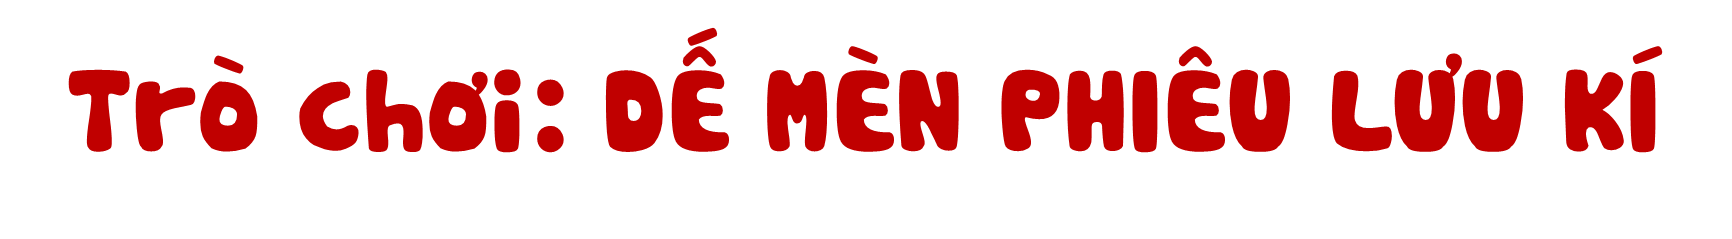 Trò chơi: DẾ MÈN PHIÊU LƯU KÍ